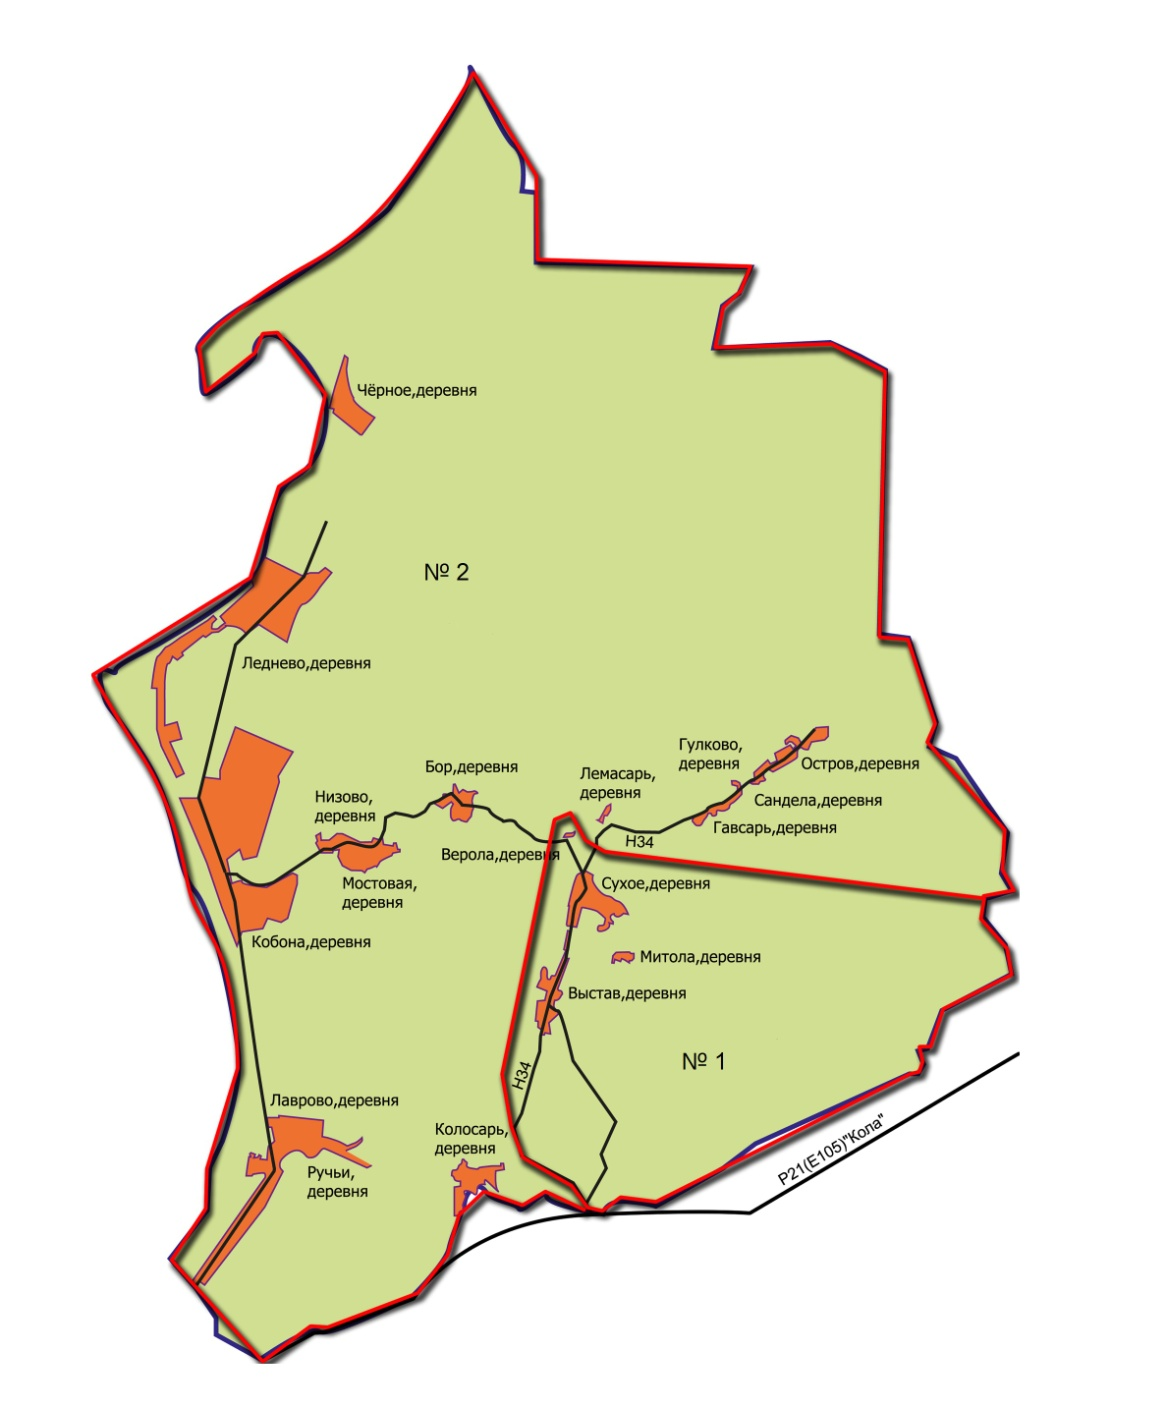 Чёрное,деревня
№ 2
Леднево,деревня
Гулково,
деревня
Остров,деревня
Бор,деревня
Лемасарь,
деревня
Сандела,деревня
Низово,
деревня
Гавсарь,деревня
Н34
Верола,деревня
Мостовая,
деревня
Сухое,деревня
Кобона,деревня
Митола,деревня
Выстав,деревня
№ 1
Н34
Лаврово,деревня
Колосарь,
деревня
Р21(Е105)"Кола"
Ручьи,
деревня